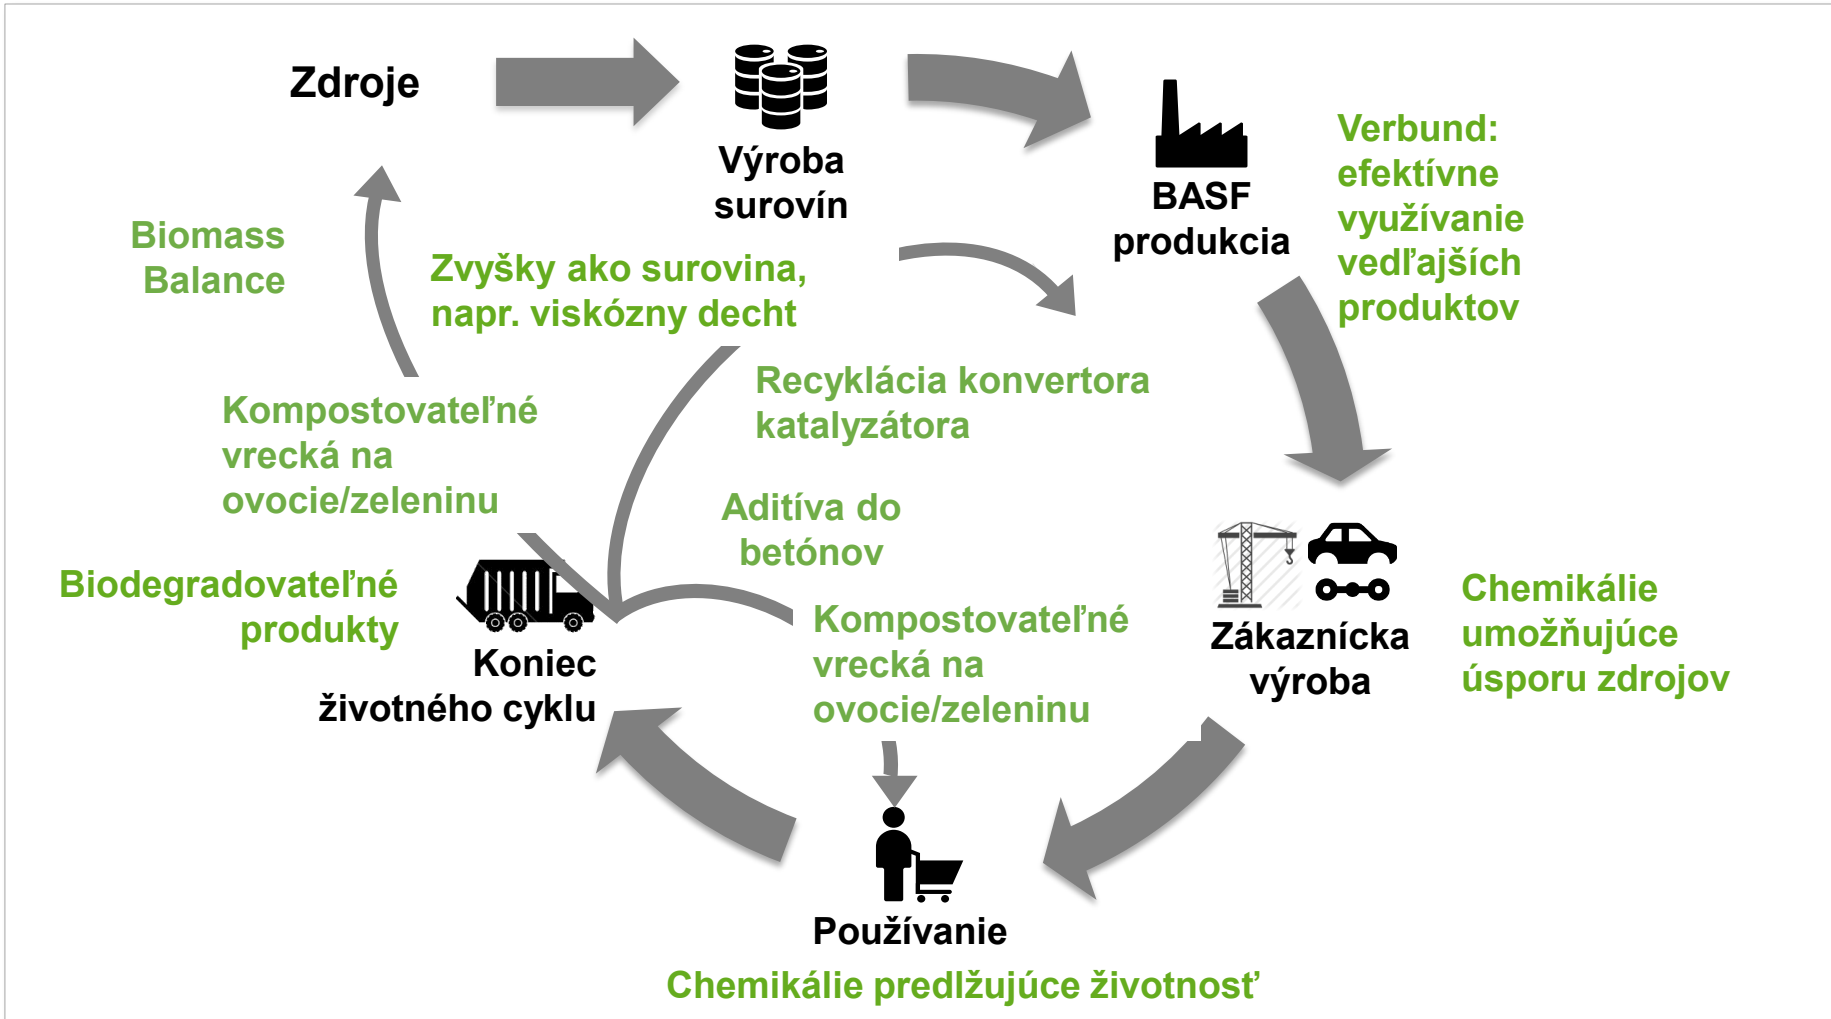 Zdroje
Výroba
surovín
BASF
produkcia
Verbund:
efektívne
využívanie
vedľajších
produktov
Biomass
Balance
Zvyšky ako surovina,
napr. viskózny decht
Recyklácia konvertora
katalyzátora
Kompostovateľné
vrecká na
ovocie/zeleninu
Aditíva do
betónov
Biodegradovateľné
produkty
Koniec
životného cyklu
Kompostovateľné
vrecká na
ovocie/zeleninu
Zákaznícka
výroba
Chemikálie
umožňujúce
úsporu zdrojov
Používanie
Chemikálie predlžujúce životnosť